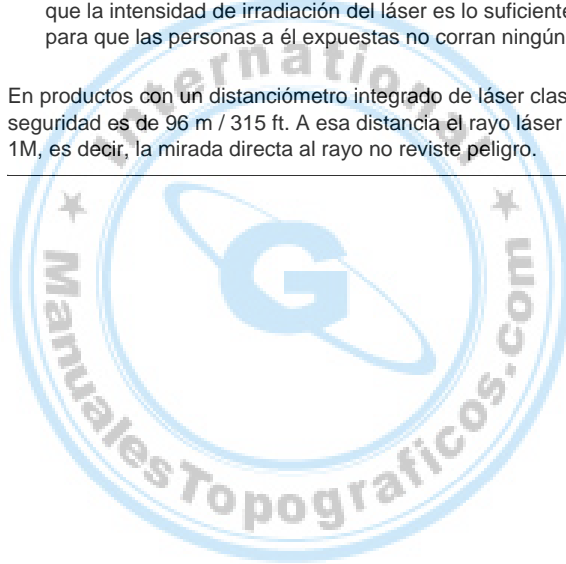 que la intensidad de irradiación del láser es lo suficiente
para que las personas a él expuestas no corran ningún
En productos con un distanciómetro integrado de láser clas
seguridad es de 96 m / 315 ft. A esa distancia el rayo láser
1M, es decir, la mirada directa al rayo no reviste peligro.
International
G
★ ManualesTopograficos.com ★